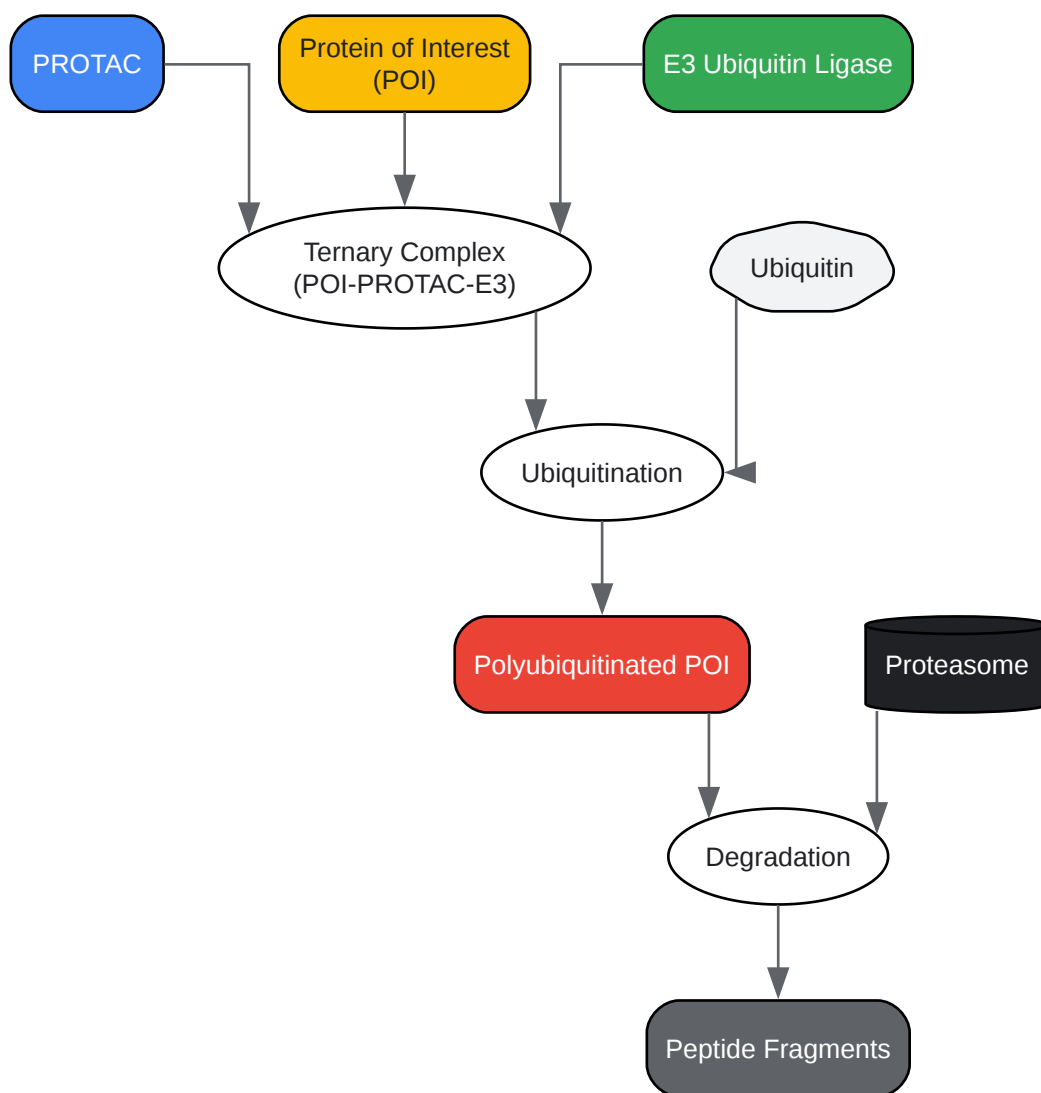 PROTAC
Protein of Interest
(POI)
E3 Ubiquitin Ligase
Ternary Complex
(POI-PROTAC-E3)
Ubiquitin
Ubiquitination
Polyubiquitinated POI
Proteasome
Degradation
Peptide Fragments